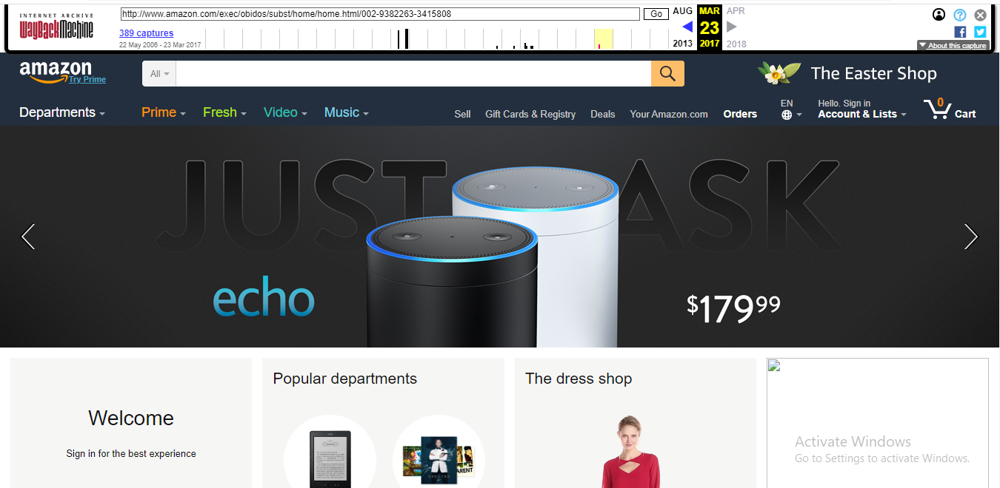 INTERNET ARCHIVE
WayBackMachine
http://www.amazon.com/exec/obidos/subst/home/home.html/002-9382263-3415808
Go
AUG
MAR
APR
389 captures
23
22 May 2006 - 23 Mar 2017
2013
2017
2018
?
f
About this capture
amazon
Try Prime
All
The Easter Shop
Departments
Prime
Fresh
Video
Music
Sell
Gift Cards & Registry
Deals
Your Amazon.com
Orders
EN
Hello. Sign in
Account & Lists
0
Cart
JUST ASK
echo
$17999
Welcome
Sign in for the best experience
Popular departments
SPECTRE
The dress shop
Activate Windows
Go to Settings to activate Windows.